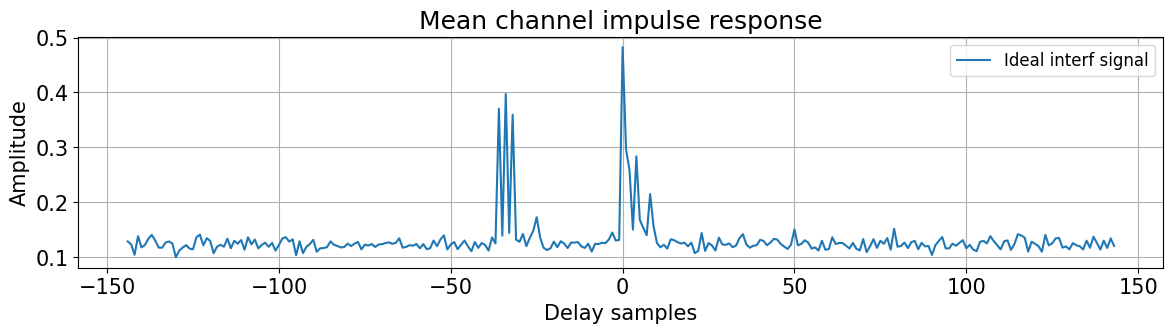 Mean channel impulse response
Ideal interf signal
Amplitude
0.5
0.4
0.3
0.2
0.1
−150 −100 −50 0 50 100 150
Delay samples